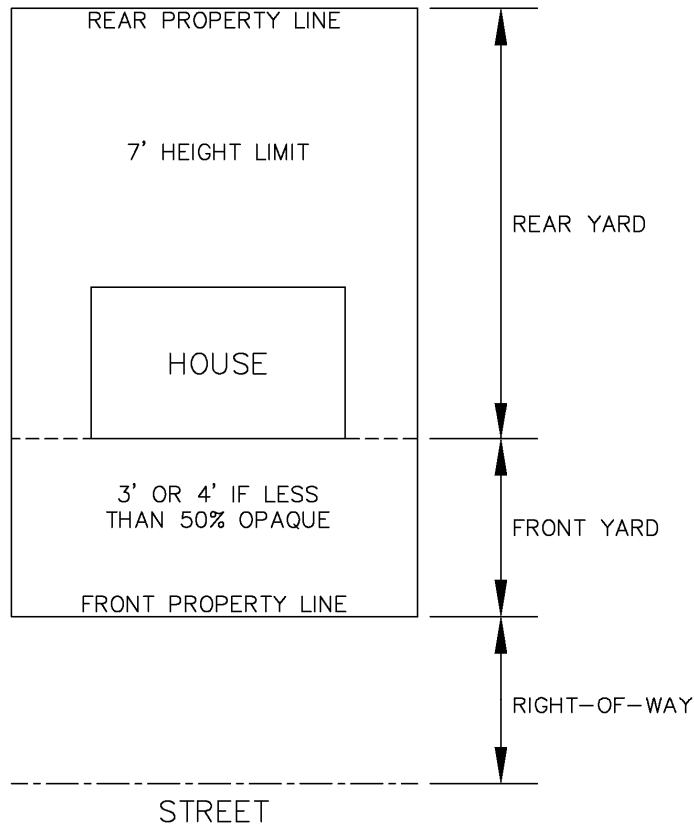 REAR PROPERTY LINE
7' HEIGHT LIMIT
REAR YARD
HOUSE
3' OR 4' IF LESS
THAN 50% OPAQUE
FRONT YARD
FRONT PROPERTY LINE
RIGHT-OF-WAY
STREET